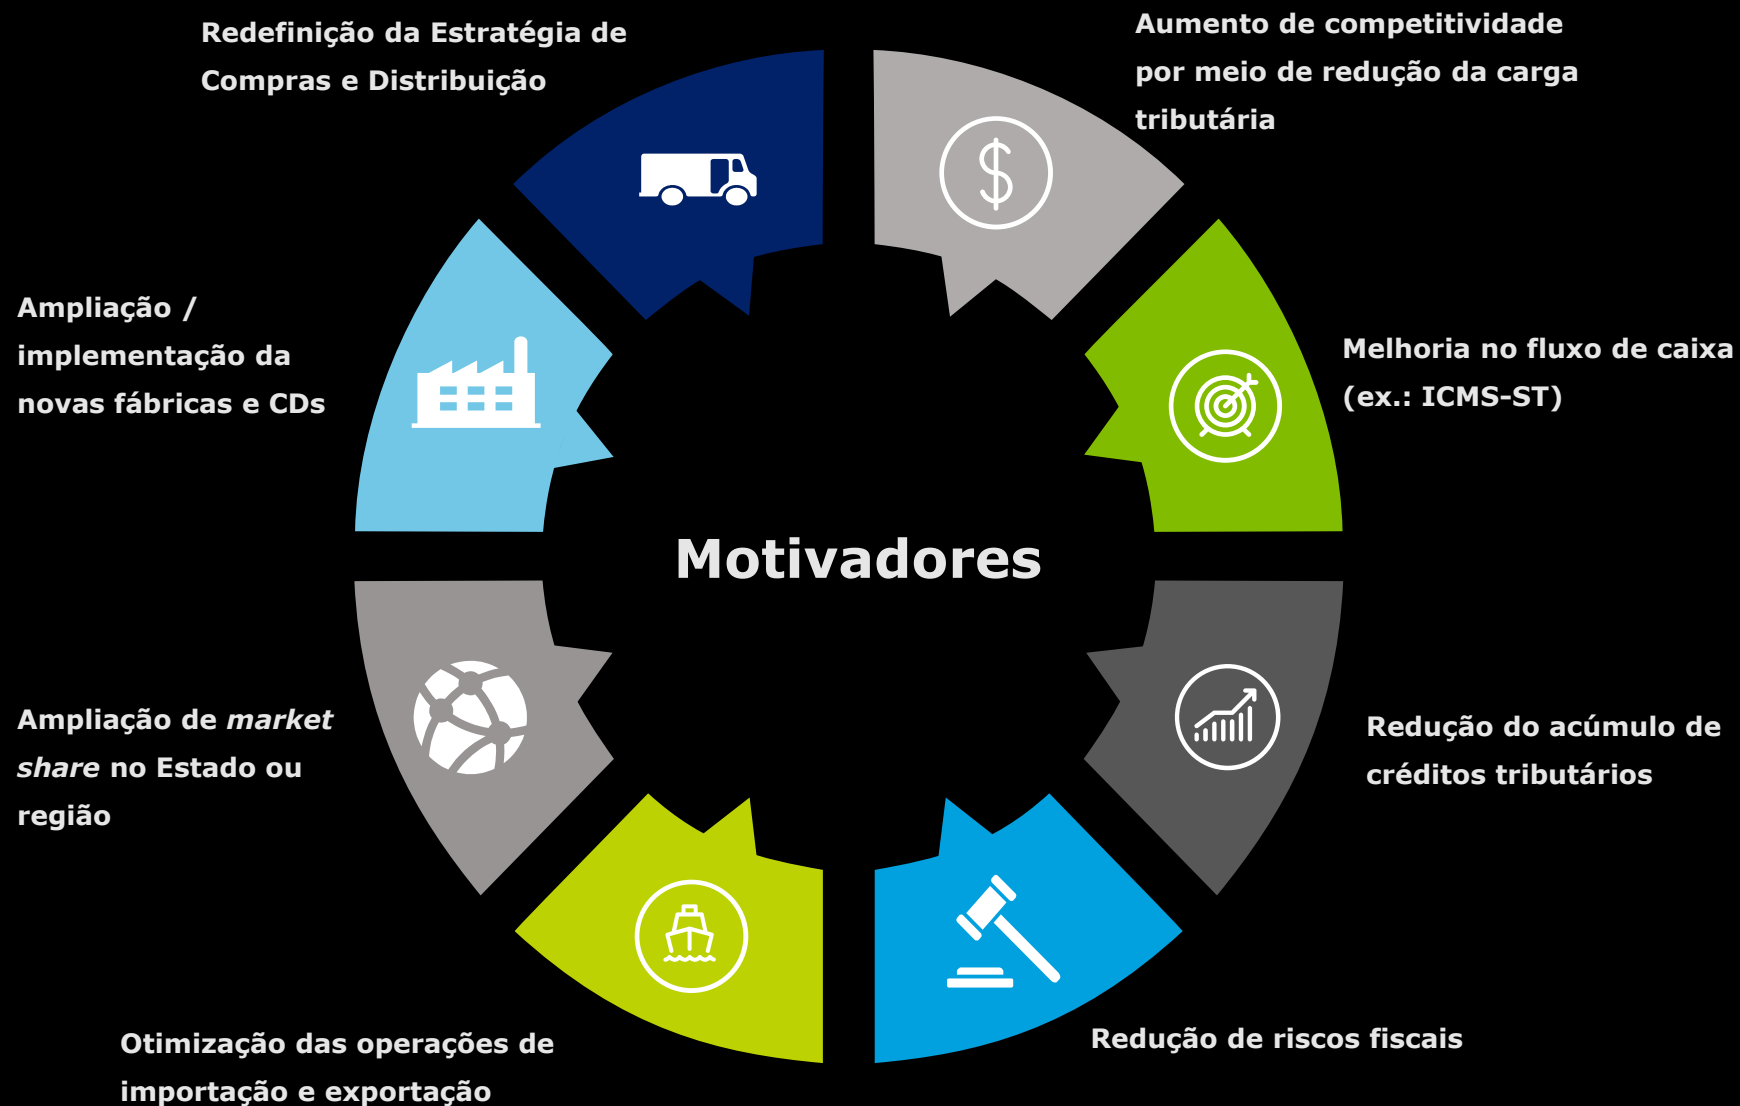 Redefinição da Estratégia de
Compras e Distribuição
Aumento de competitividade
por meio de redução da carga
tributária
Ampliação /
implementação da
novas fábricas e CDs
Melhoria no fluxo de caixa
(ex.: ICMS-ST)
Motivadores
Ampliação de market
share no Estado ou
região
Redução do acúmulo de
créditos tributários
Otimização das operações de
importação e exportação
Redução de riscos fiscais